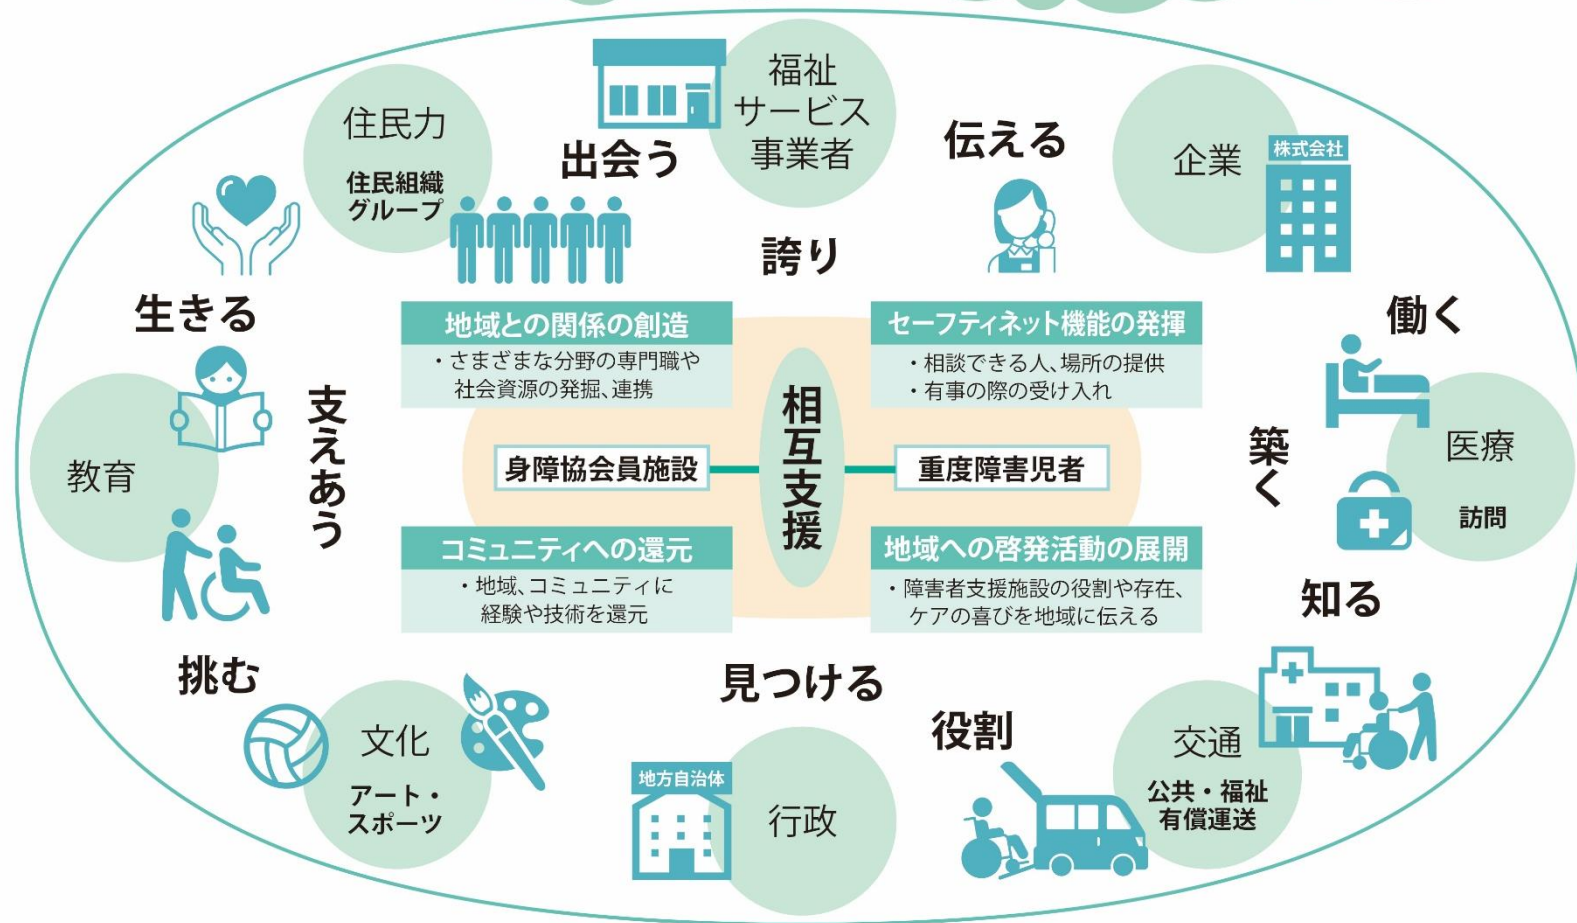 福祉
サービス
事業者
住民力
住民組織
グループ
出会う
伝える
企業
株式会社
誇り
生きる
働く
地域との関係の創造
・さまざまな分野の専門職や
社会資源の発掘、連携
セーフティネット機能の発揮
・相談できる人、場所の提供
・有事の際の受け入れ
支えあう
相互支援
築く
教育
身障協会員施設
重度障害児者
医療
訪問
コミュニティへの還元
・地域、コミュニティに
経験や技術を還元
地域への啓発活動の展開
・障害者支援施設の役割や存在、
ケアの喜びを地域に伝える
知る
挑む
見つける
役割
文化
アート・
スポーツ
地方自治体
行政
交通
公共・福祉
有償運送